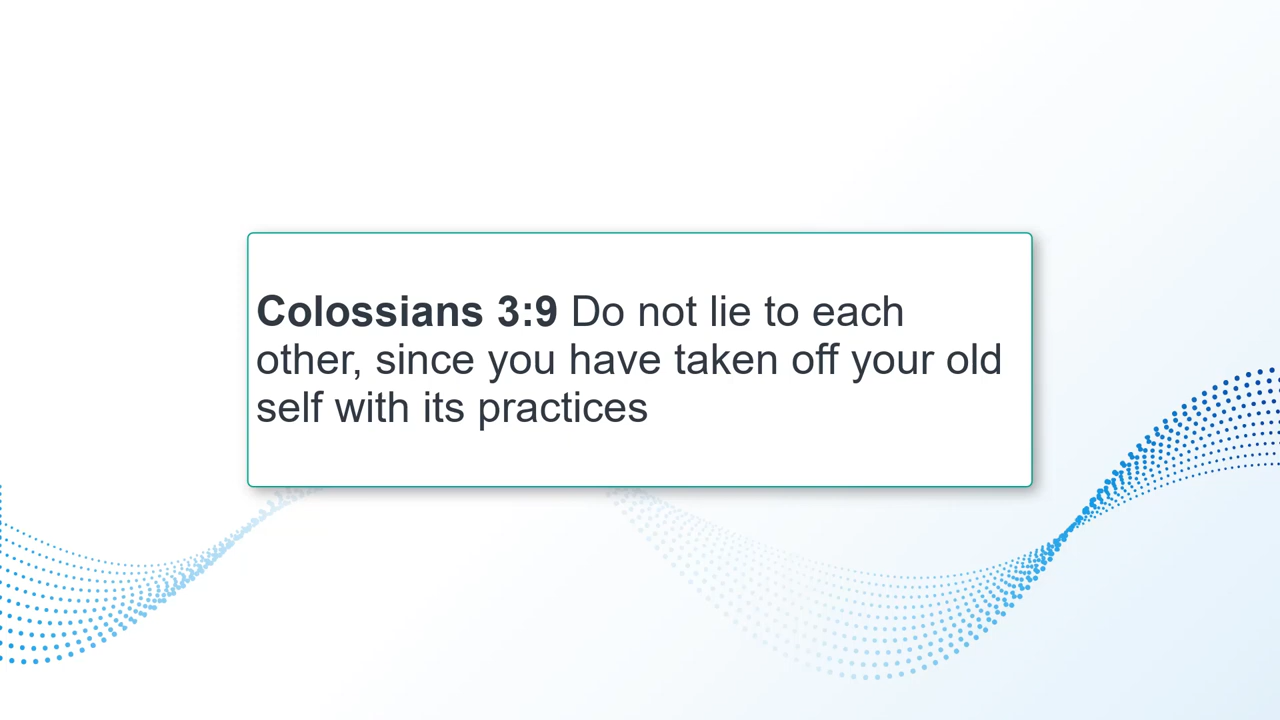 Colossians 3:9 Do not lie to each
other, since you have taken off your old
self with its practices